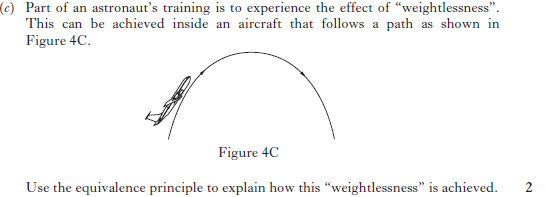 (c) Part of an astronaut's training is to experience the effect of “weightlessness”.
This can be achieved inside an aircraft that follows a path as shown in
Figure 4C.
Figure 4C
Use the equivalence principle to explain how this “weightlessness” is achieved. 2